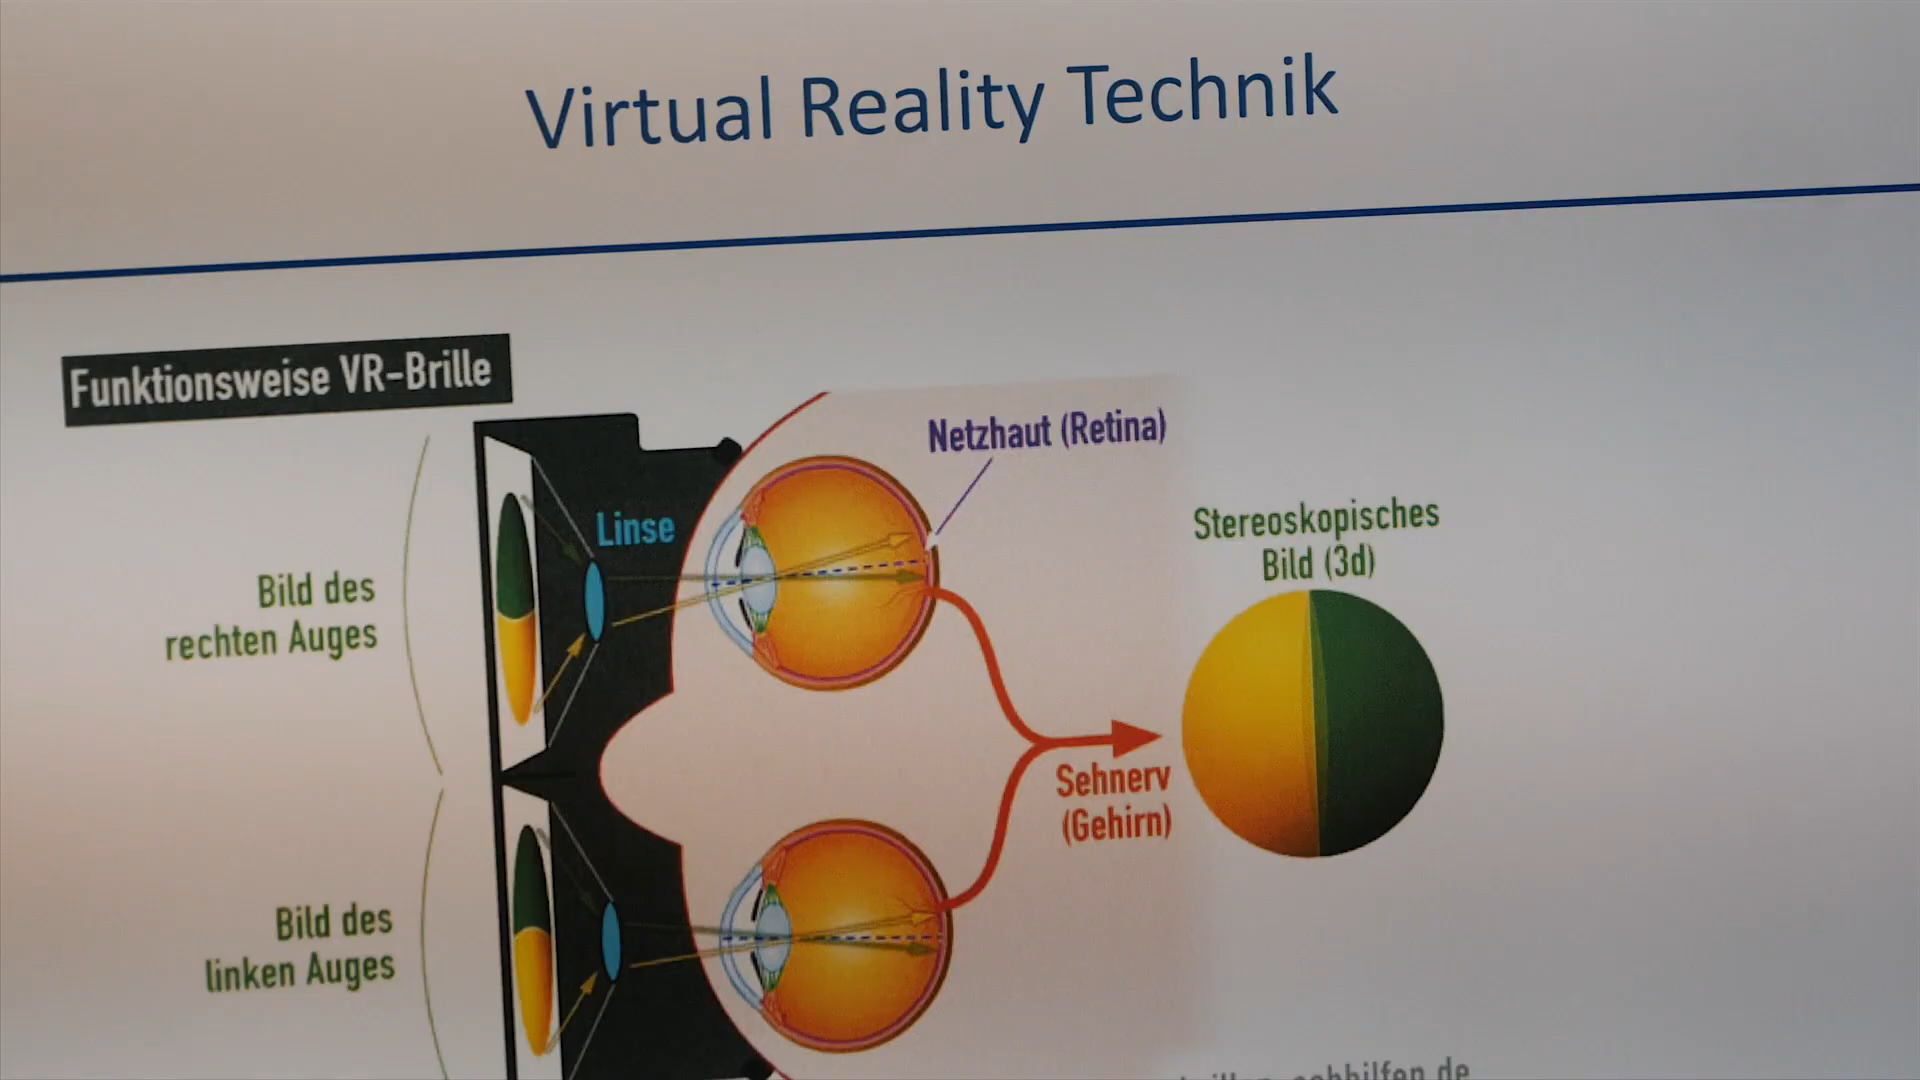 Virtual Reality Technik
Funktionsweise VR-Brille
Netzhaut (Retina)
Linse
Stereoskopisches
Bild (3d)
Bild des
rechten Auges
Sehnerv
(Gehirn)
Bild des
linken Auges